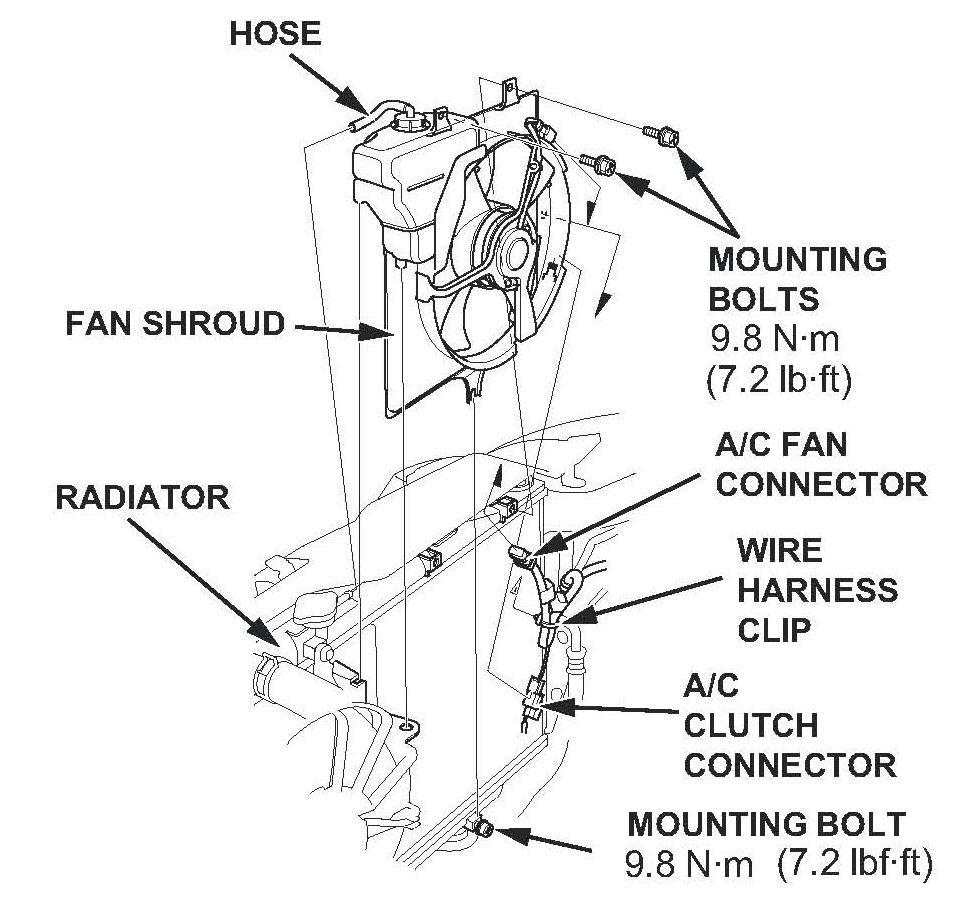 HOSE
MOUNTING
BOLTS
9.8 N·m
(7.2 lb·ft)
FAN SHROUD
A/C FAN
CONNECTOR
RADIATOR
WIRE
HARNESS
CLIP
A/C
CLUTCH
CONNECTOR
MOUNTING BOLT
9.8 N·m (7.2 lbf·ft)